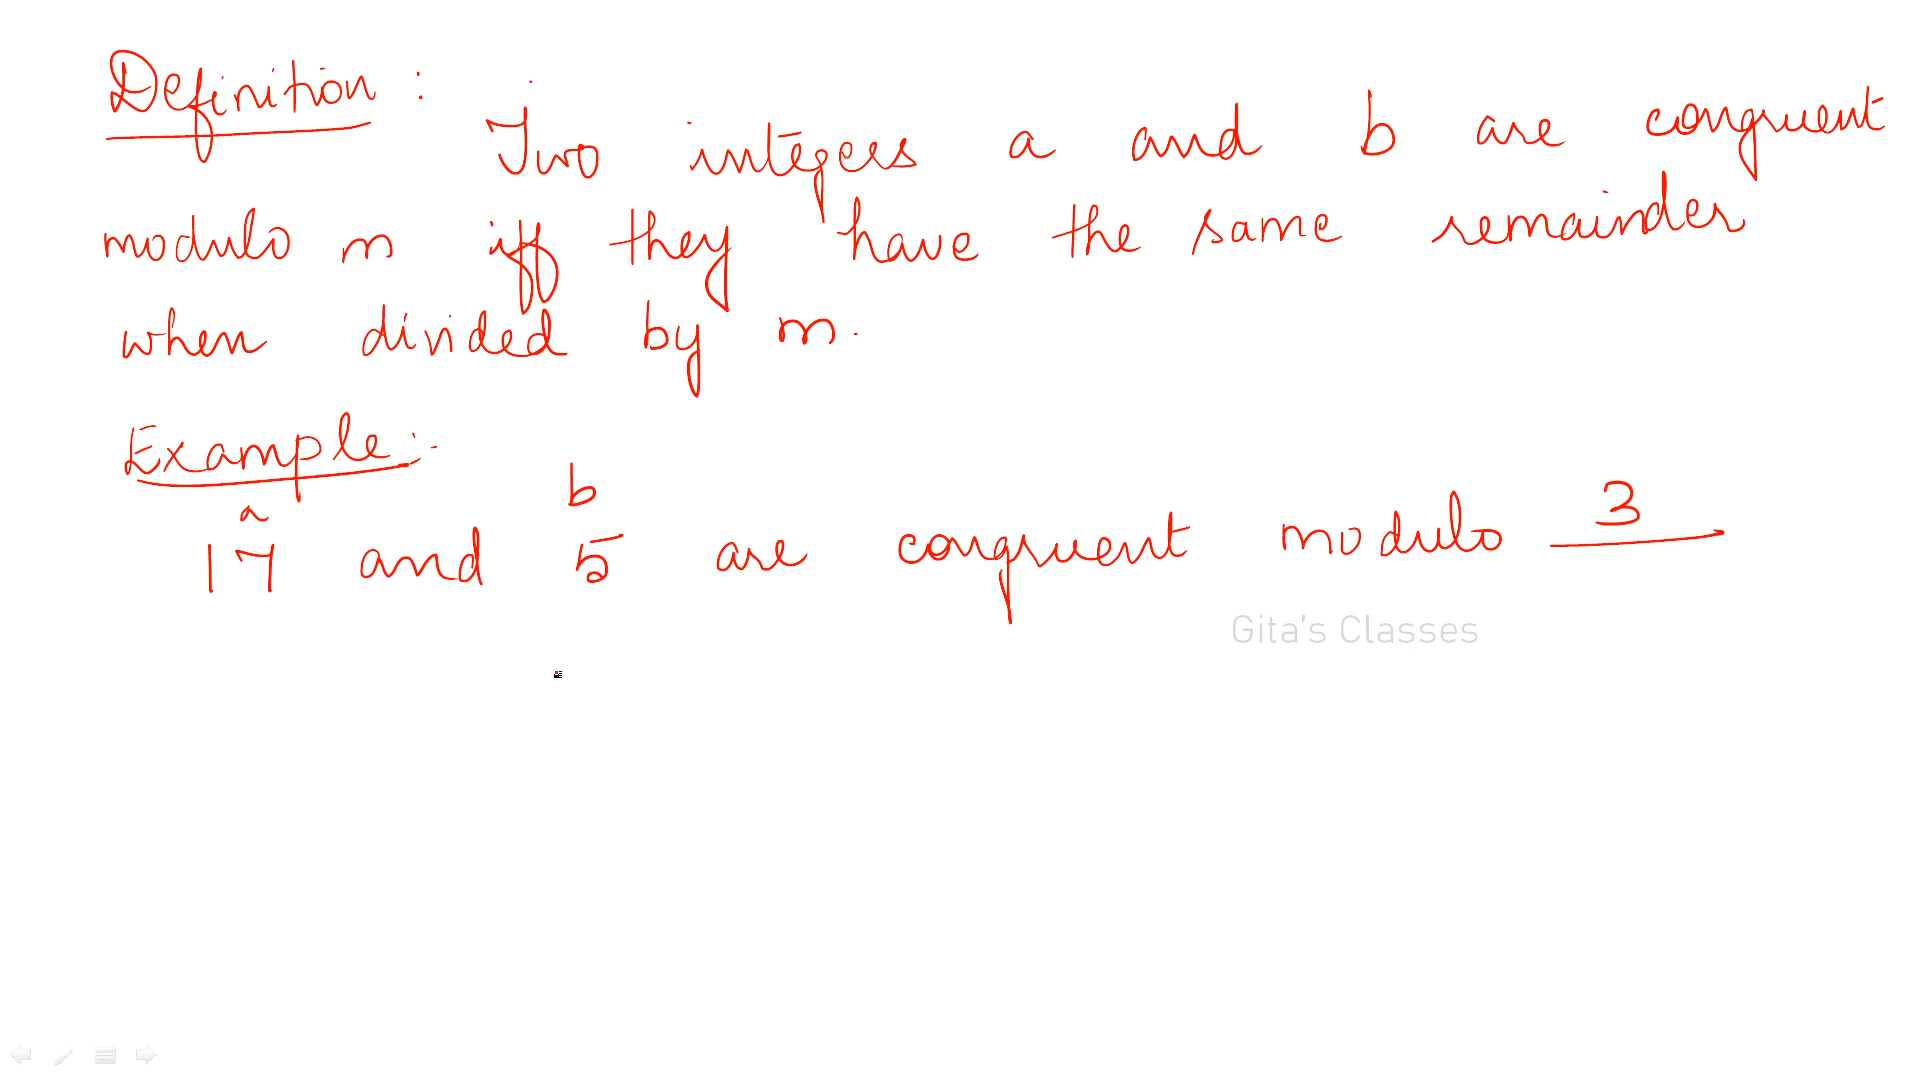 Definition :
Two integers a and b are congruent
modulo m iff they have the same remainder
when divided by m.
Example :-
a b
17 and 5 are congruent modulo 3
Gita's Classes